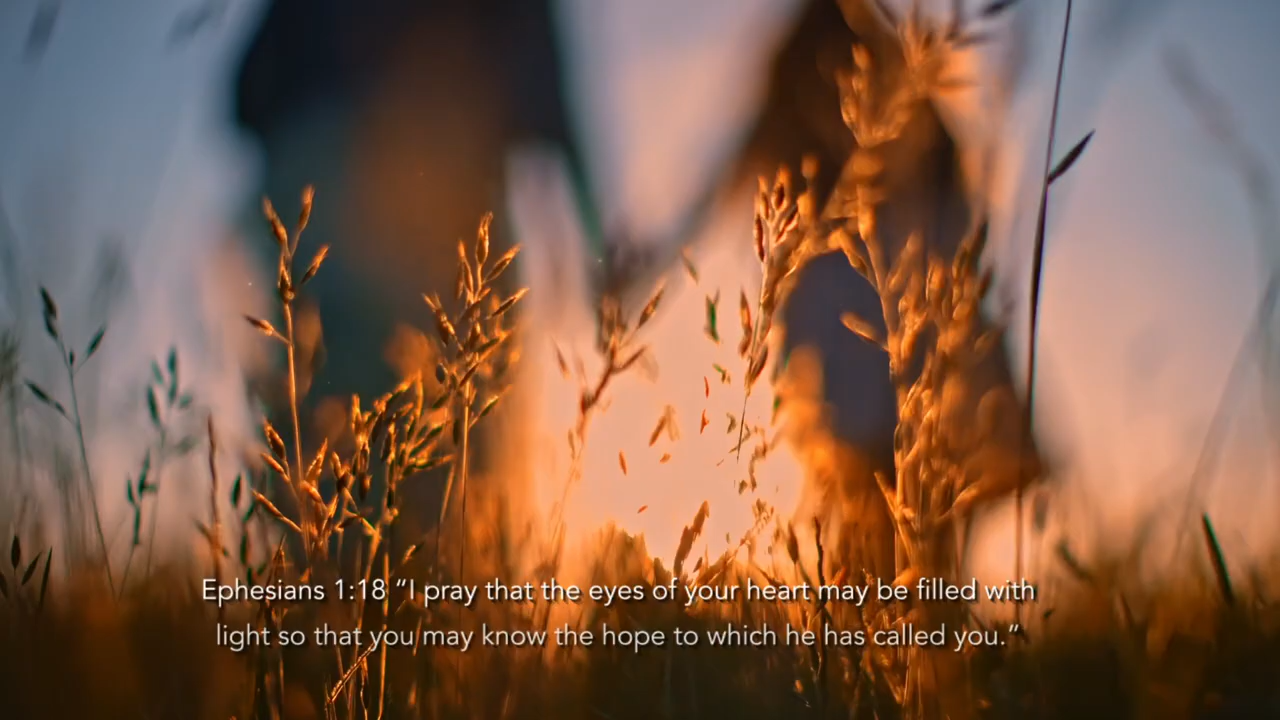 Ephesians 1:18 “I pray that the eyes of your heart may be filled with
light so that you may know the hope to which he has called you.”